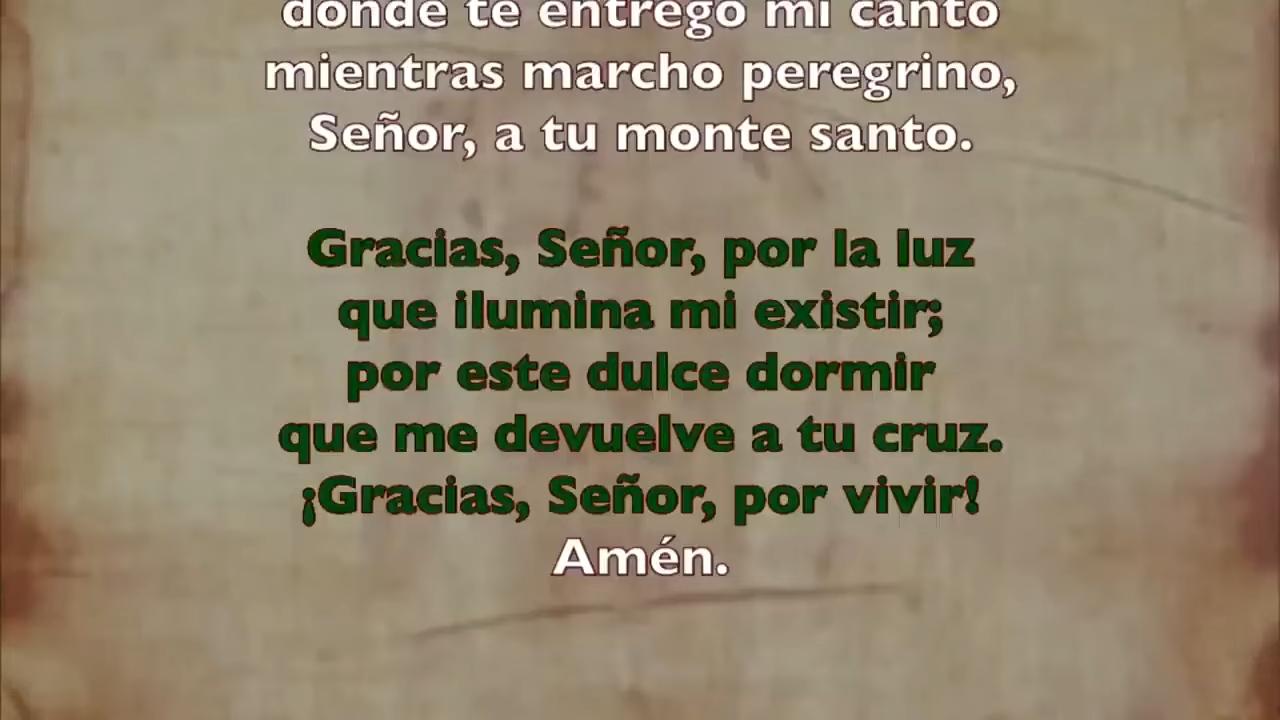 donde te entrego mi canto
mientras marcho peregrino,
Señor, a tu monte santo.
Gracias, Señor, por la luz
que ilumina mi existir;
por este dulce dormir
que me devuelve a tu cruz.
¡Gracias, Señor, por vivir!
Amén.